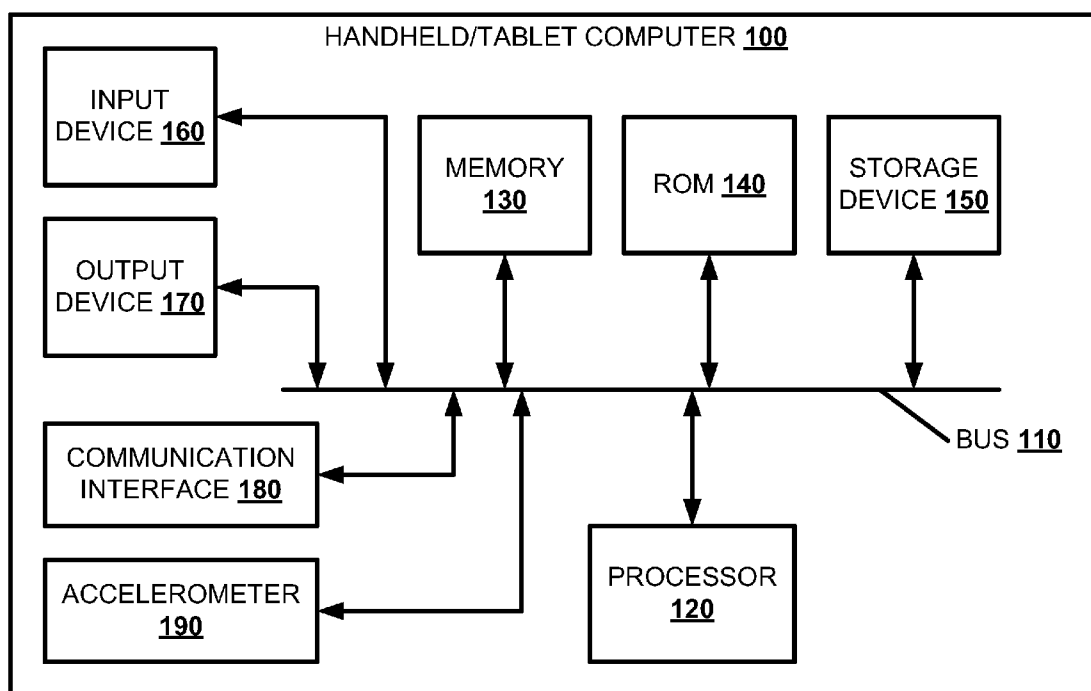 HANDHELD/TABLET COMPUTER 100
INPUT
DEVICE 160
MEMORY
130
ROM 140
STORAGE
DEVICE 150
OUTPUT
DEVICE 170
BUS 110
COMMUNICATION
INTERFACE 180
PROCESSOR
120
ACCELEROMETER
190